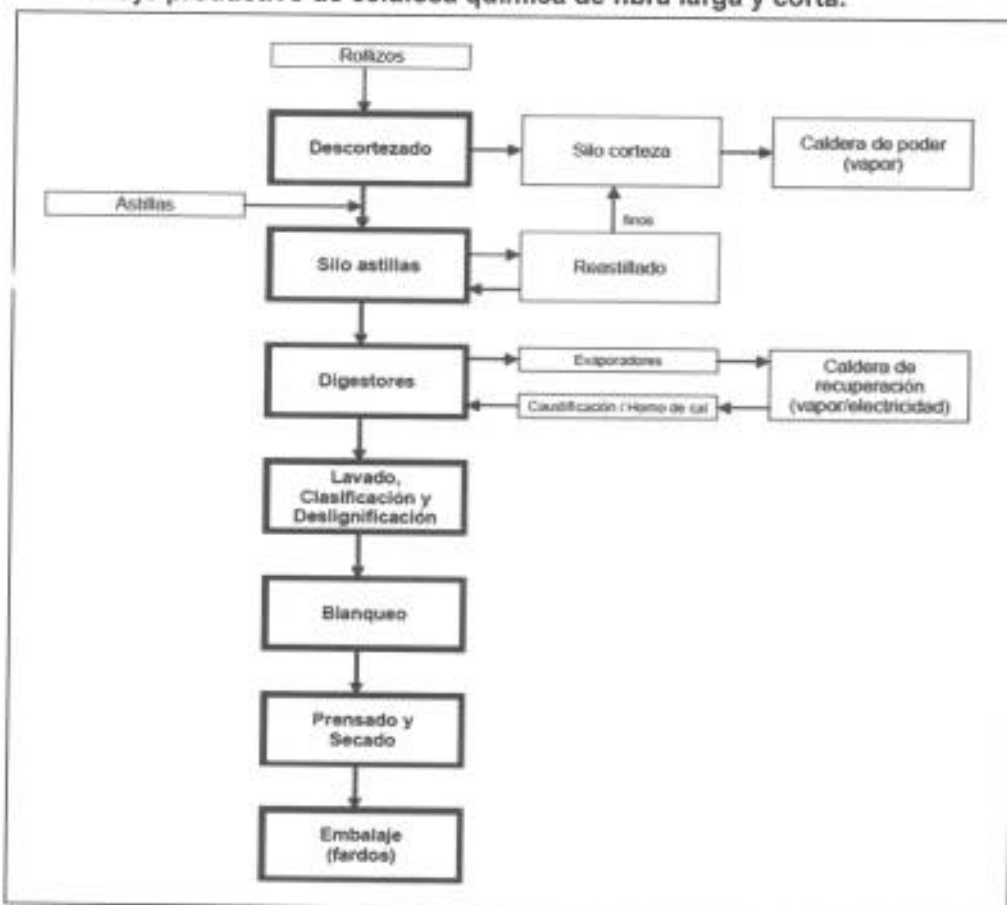 productivo de celulosa química de fibra larga y corta.
Rollizos
Descortezado
Silo corteza
Caldera de poder
(vapor)
Astillas
finos
Silo astillas
Reastillado
Digestores
Evaporadores
Caldera de
recuperación
(vapor/electricidad)
Caustificación / Horno de cal
Lavado,
Clasificación y
Deslignificación
Blanqueo
Prensado y
Secado
Embalaje
(fardos)